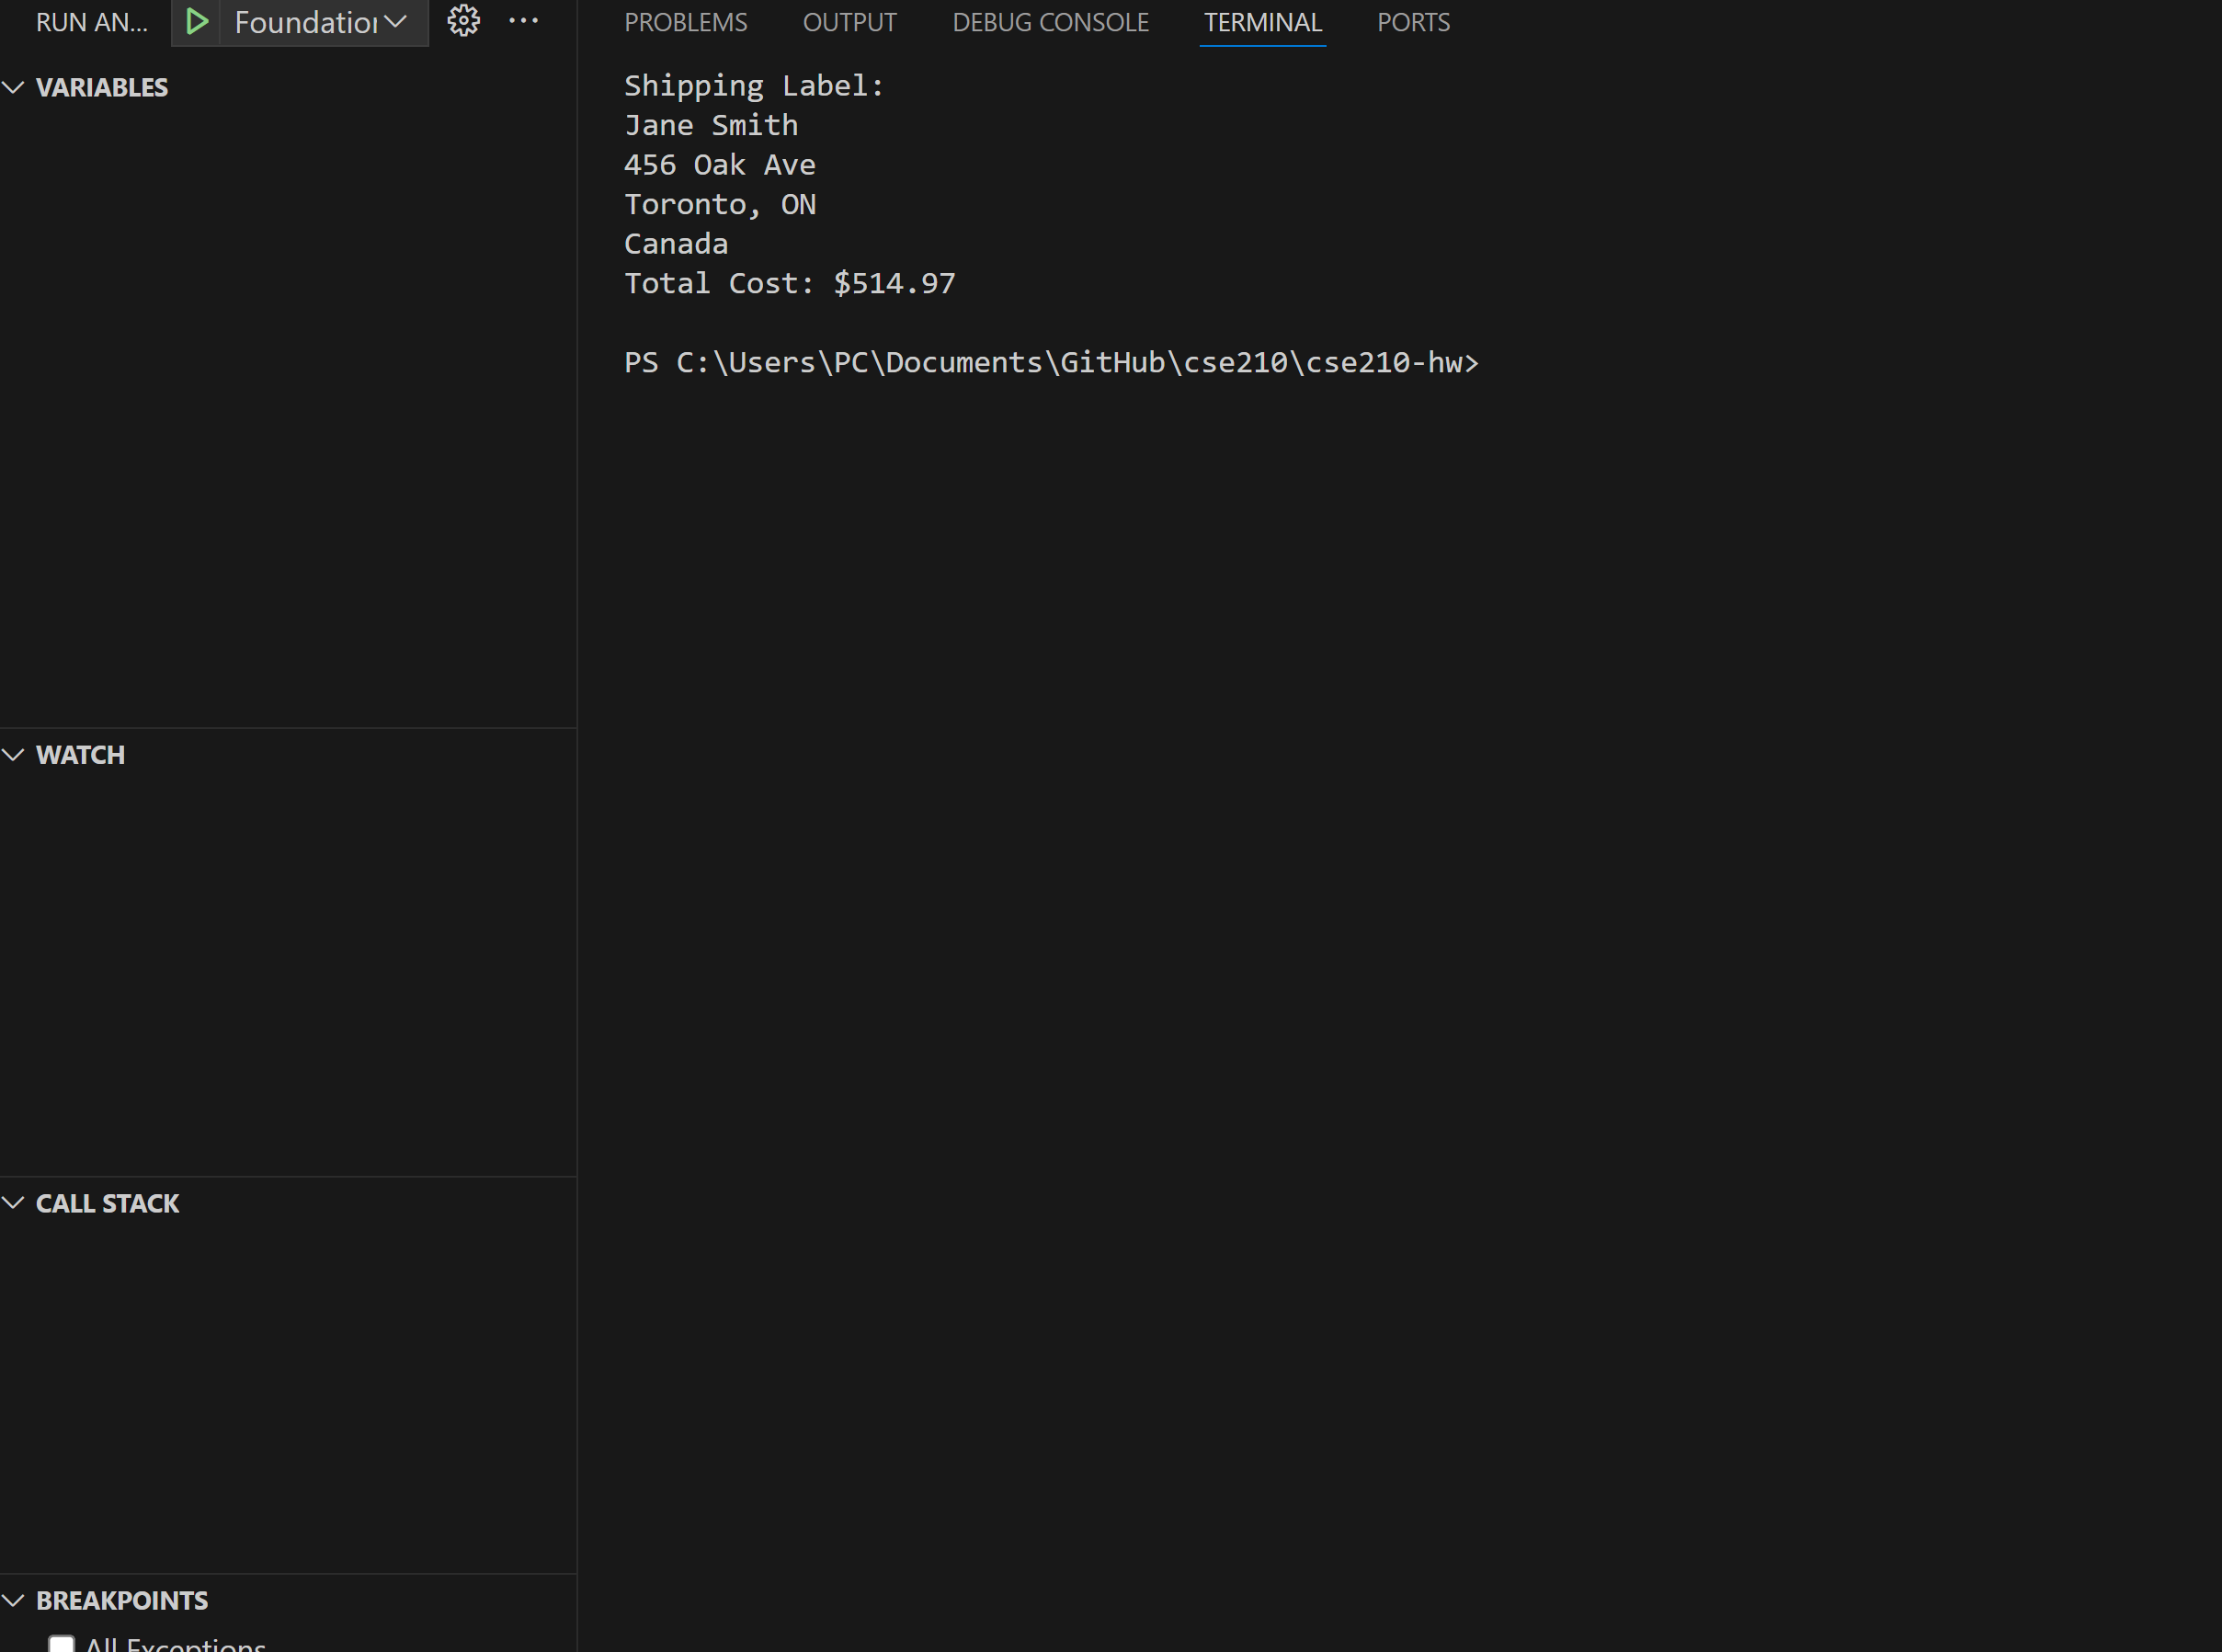 RUN AN... Foundation
VARIABLES
WATCH
CALL STACK
BREAKPOINTS
All Exceptions
PROBLEMS OUTPUT DEBUG CONSOLE TERMINAL PORTS
Shipping Label:
Jane Smith
456 Oak Ave
Toronto, ON
Canada
Total Cost: $514.97
PS C:\Users\PC\Documents\GitHub\cse210\cse210-hw>